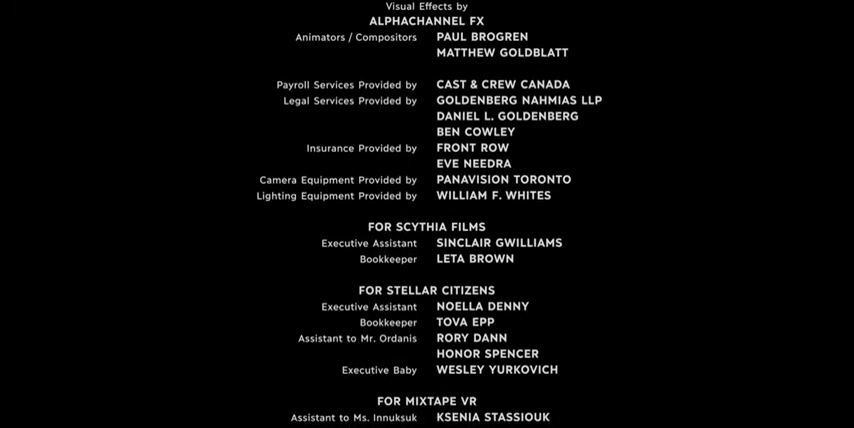 Visual Effects by
ALPHACHANNEL FX
Animators / Compositors PAUL BROGREN
MATTHEW GOLDBLATT
Payroll Services Provided by CAST & CREW CANADA
Legal Services Provided by GOLDENBERG NAHMIAS LLP
DANIEL L. GOLDENBERG
BEN COWLEY
Insurance Provided by FRONT ROW
EVE NEEDRA
Camera Equipment Provided by PANAVISION TORONTO
Lighting Equipment Provided by WILLIAM F. WHITES
FOR SCYTHIA FILMS
Executive Assistant SINCLAIR GWILLIAMS
Bookkeeper LETA BROWN
FOR STELLAR CITIZENS
Executive Assistant NOELLA DENNY
Bookkeeper TOVA EPP
Assistant to Mr. Ordanis RORY DANN
HONOR SPENCER
Executive Baby WESLEY YURKOVICH
FOR MIXTAPE VR
Assistant to Ms. Innuksuk KSENIA STASSIOUK